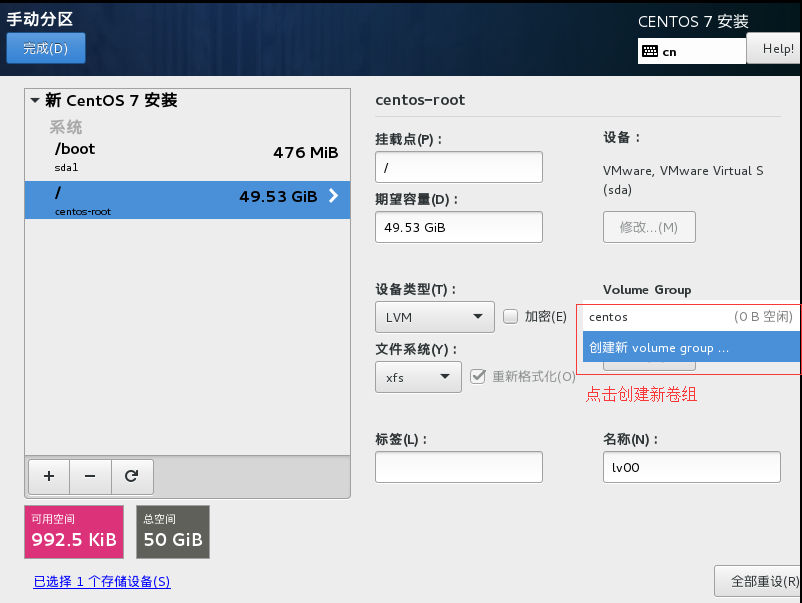 手动分区
CENTOS 7 安装
完成(D)
cn
Help!
新 CentOS 7 安装
系统
/boot
476 MiB
sda1
/
49.53 GiB
centos-root
centos-root
挂载点(P)：
/
期望容量(D)：
49.53 GiB
设备：
VMware, VMware Virtual S
(sda)
修改...(M)
设备类型(T)：
LVM
加密(E)
文件系统(Y)：
xfs
重新格式化(O)
Volume Group
centos (0 B 空闲)
创建新 volume group ...
点击创建新卷组
标签(L)：
名称(N)：
lv00
+ −
可用空间
992.5 KiB
总空间
50 GiB
已选择 1 个存储设备(S)
全部重设(R)